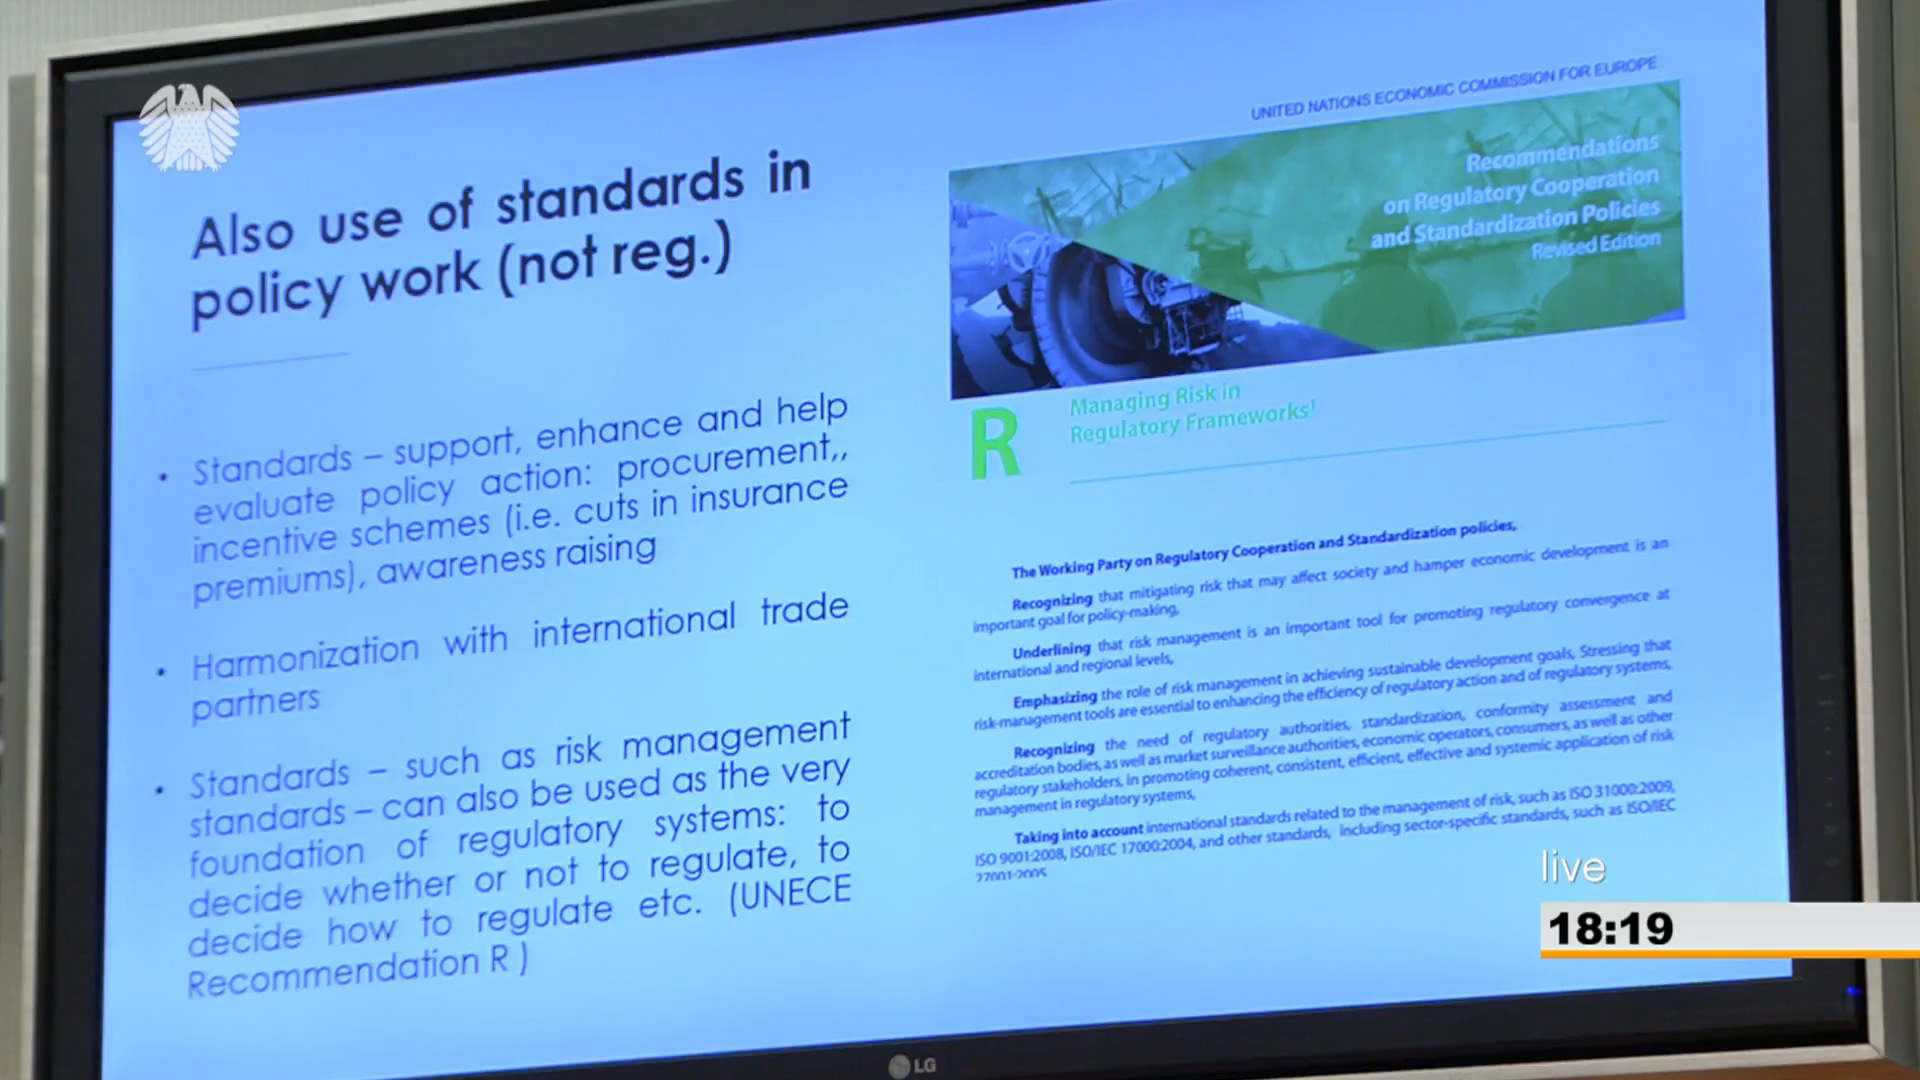 Also use of standards in
policy work (not reg.)
• Standards – support, enhance and help
evaluate policy action: procurement,,
incentive schemes (i.e. cuts in insurance
premiums), awareness raising
• Harmonization with international trade
partners
• Standards – such as risk management
standards – can also be used as the very
foundation of regulatory systems: to
decide whether or not to regulate, to
decide how to regulate etc. (UNECE
Recommendation R )
UNITED NATIONS ECONOMIC COMMISSION FOR EUROPE
Recommendations
on Regulatory Cooperation
and Standardization Policies
Revised Edition
R
Managing Risk in
Regulatory Frameworks¹
The Working Party on Regulatory Cooperation and Standardization policies,
Recognizing that mitigating risk that may affect society and hamper economic development is an
important goal for policy-making,
Underlining that risk management is an important tool for promoting regulatory convergence at
international and regional levels,
Emphasizing the role of risk management in achieving sustainable development goals, Stressing that
risk-management tools are essential to enhancing the efficiency of regulatory action and of regulatory systems,
Recognizing the need of regulatory authorities, standardization, conformity assessment and
accreditation bodies, as well as market surveillance authorities, economic operators, consumers, as well as other
regulatory stakeholders, in promoting coherent, consistent, efficient, effective and systemic application of risk
management in regulatory systems,
Taking into account international standards related to the management of risk, such as ISO 31000:2009,
ISO 9001:2008, ISO/IEC 17000:2004, and other standards, including sector-specific standards, such as ISO/IEC
27001:2005
live
18:19
LG